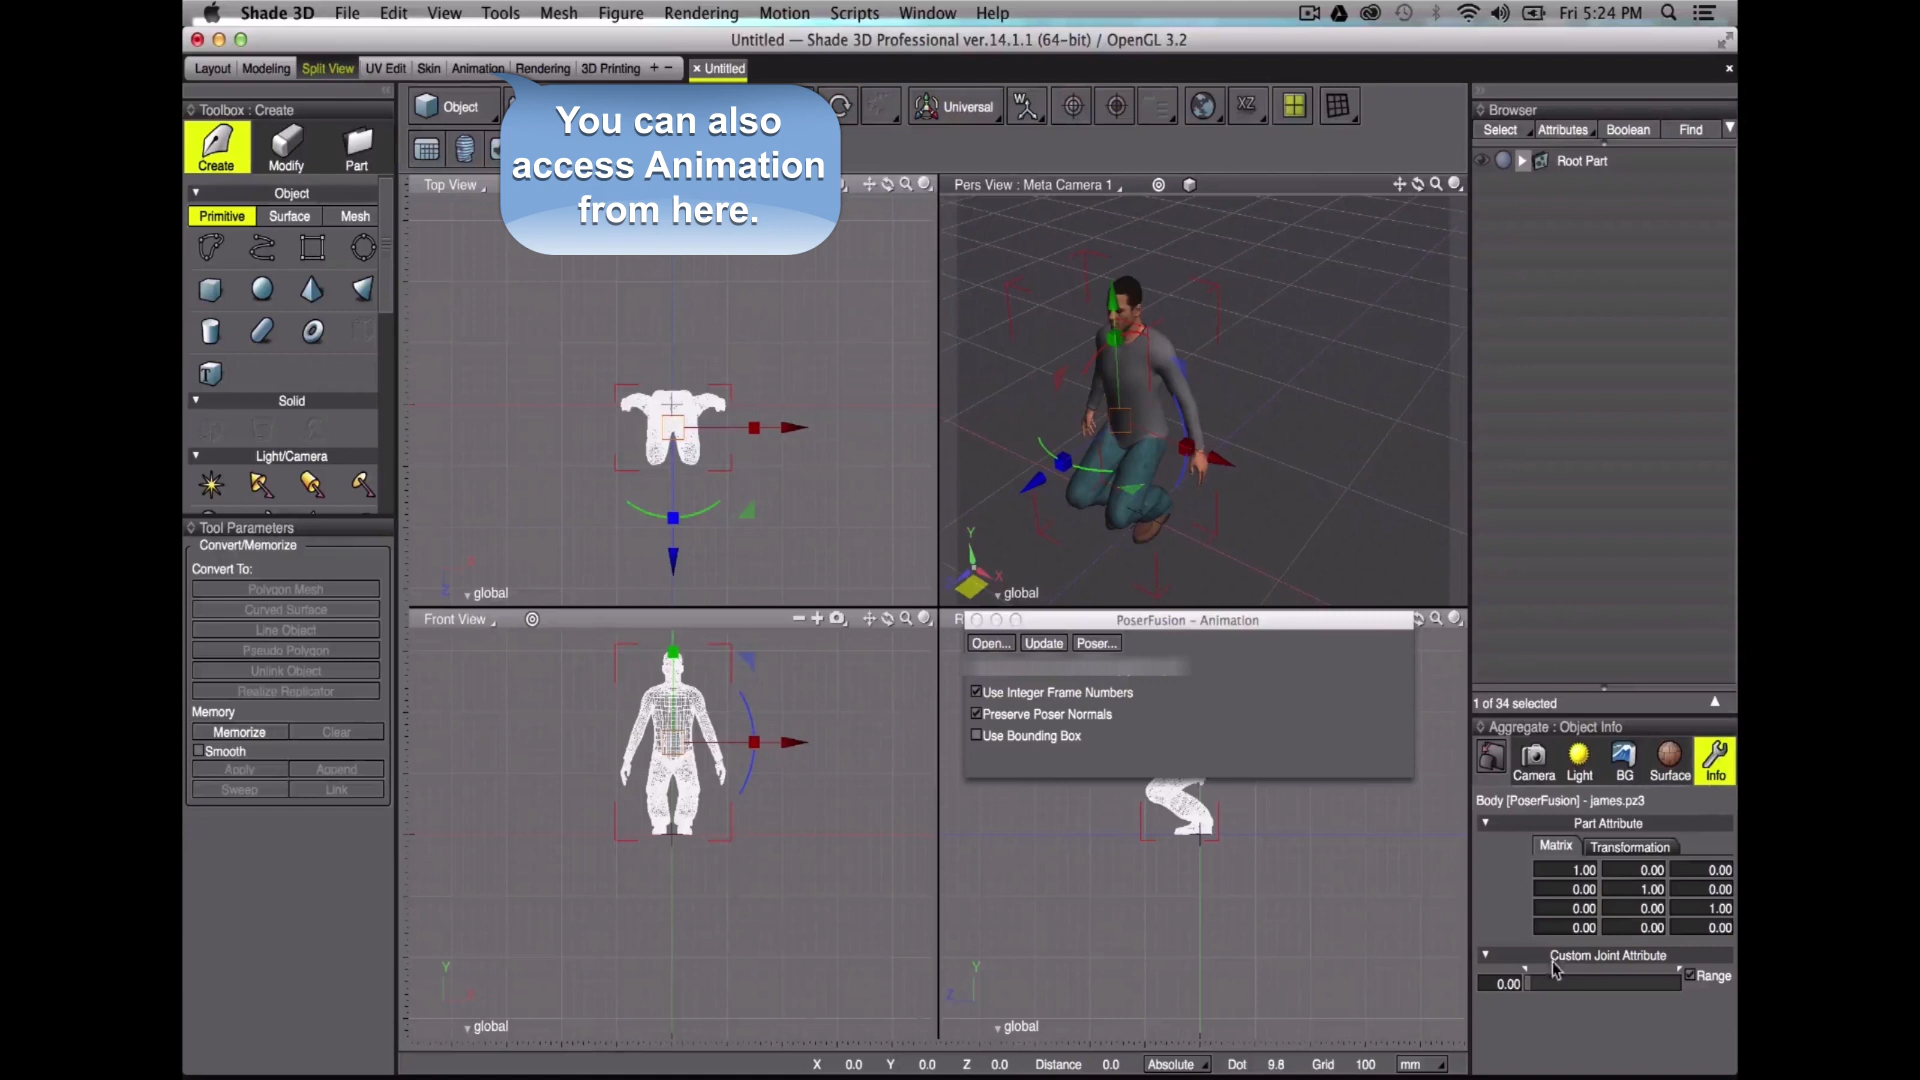 Shade 3D File Edit View Tools Mesh Figure Rendering Motion Scripts Window Help Fri 5:24 PM
Untitled — Shade 3D Professional ver.14.1.1 (64-bit) / OpenGL 3.2
Layout Modeling Split View UV Edit Skin Animation Rendering 3D Printing + − × Untitled ×
You can also
access Animation
from here.
Toolbox : Create
Create Modify Part
Object
Primitive Surface Mesh
T
Solid
Light/Camera
Tool Parameters
Convert/Memorize
Convert To:
Polygon Mesh
Curved Surface
Line Object
Pseudo Polygon
Unlink Object
Realize Replicator
Memory
Memorize Clear
Smooth
Apply Append
Sweep Link
Object Universal W XZ
Top View
Z
global
Pers View : Meta Camera 1
Y
X
global
Front View
Y
global
PoserFusion – Animation
Open... Update Poser...
Use Integer Frame Numbers
Preserve Poser Normals
Use Bounding Box
Y
Z
global
X 0.0 Y 0.0 Z 0.0 Distance 0.0 Absolute Dot 9.8 Grid 100 mm
Browser
Select Attributes Boolean Find
Root Part
1 of 34 selected
Aggregate : Object Info
Camera Light BG Surface Info
Body [PoserFusion] - james.pz3
Part Attribute
Matrix Transformation
1.00 0.00 0.00
0.00 1.00 0.00
0.00 0.00 1.00
0.00 0.00 0.00
Custom Joint Attribute
0.00 Range